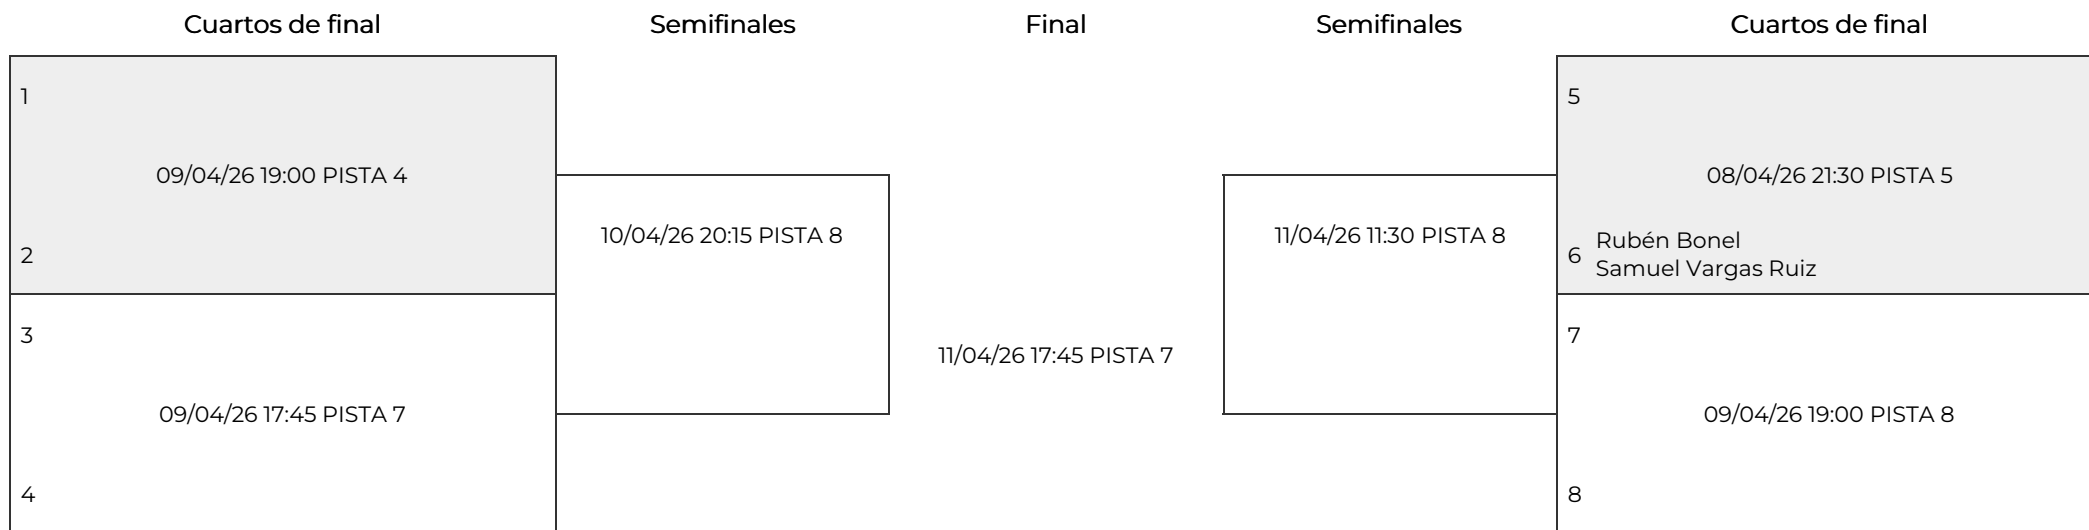 Cuartos de final
Semifinales
Final
Semifinales
Cuartos de final
1
09/04/26 19:00 PISTA 4
2
3
09/04/26 17:45 PISTA 7
4
10/04/26 20:15 PISTA 8
11/04/26 17:45 PISTA 7
11/04/26 11:30 PISTA 8
5
08/04/26 21:30 PISTA 5
6
Rubén Bonel
Samuel Vargas Ruiz
7
09/04/26 19:00 PISTA 8
8